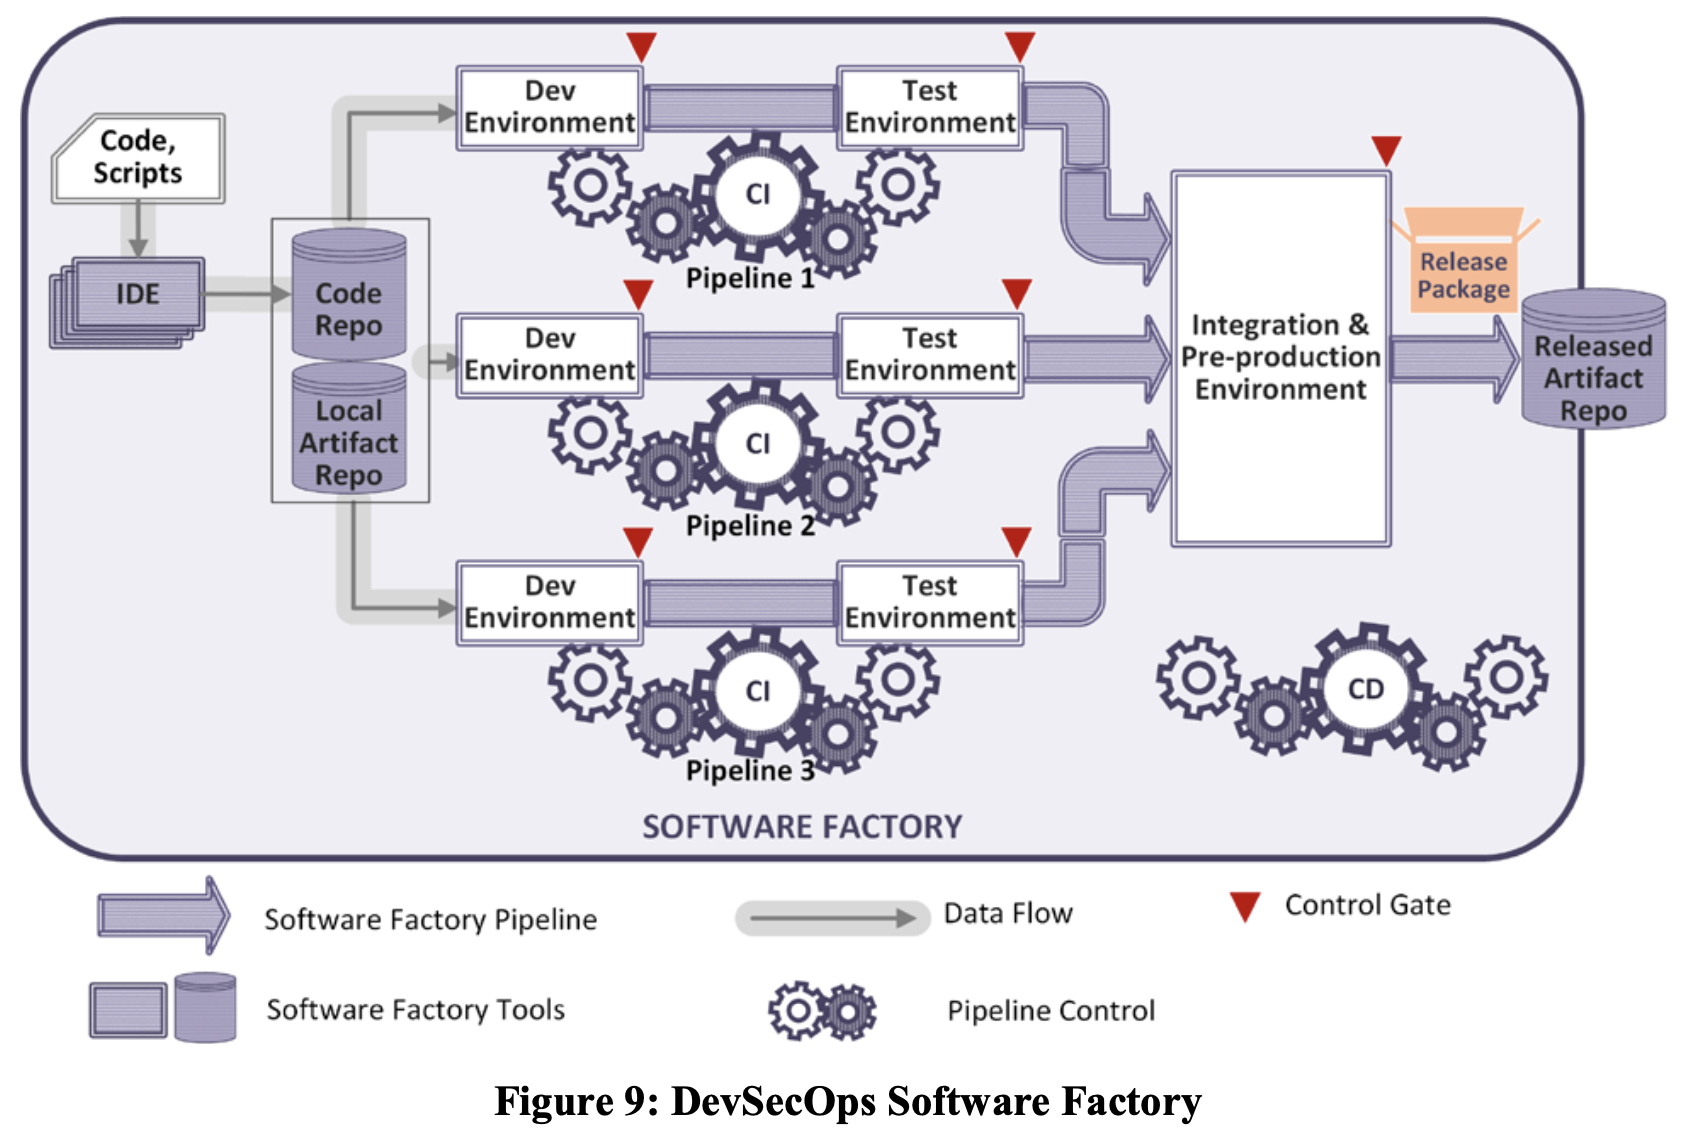 Code,
Scripts
IDE
Code
Repo
Local
Artifact
Repo
Dev
Environment
Test
Environment
CI
Pipeline 1
Dev
Environment
Test
Environment
CI
Pipeline 2
Dev
Environment
Test
Environment
CI
Pipeline 3
Integration &
Pre-production
Environment
Release
Package
Released
Artifact
Repo
CD
SOFTWARE FACTORY
Software Factory Pipeline
Data Flow
Control Gate
Software Factory Tools
Pipeline Control
Figure 9: DevSecOps Software Factory